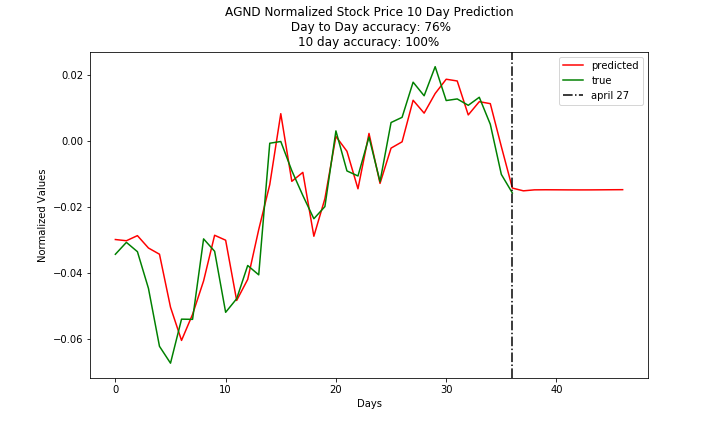 AGND Normalized Stock Price 10 Day Prediction
Day to Day accuracy: 76%
10 day accuracy: 100%
predicted
true
april 27
0.02
0.00
−0.02
−0.04
−0.06
Normalized Values
0
10
20
30
40
Days